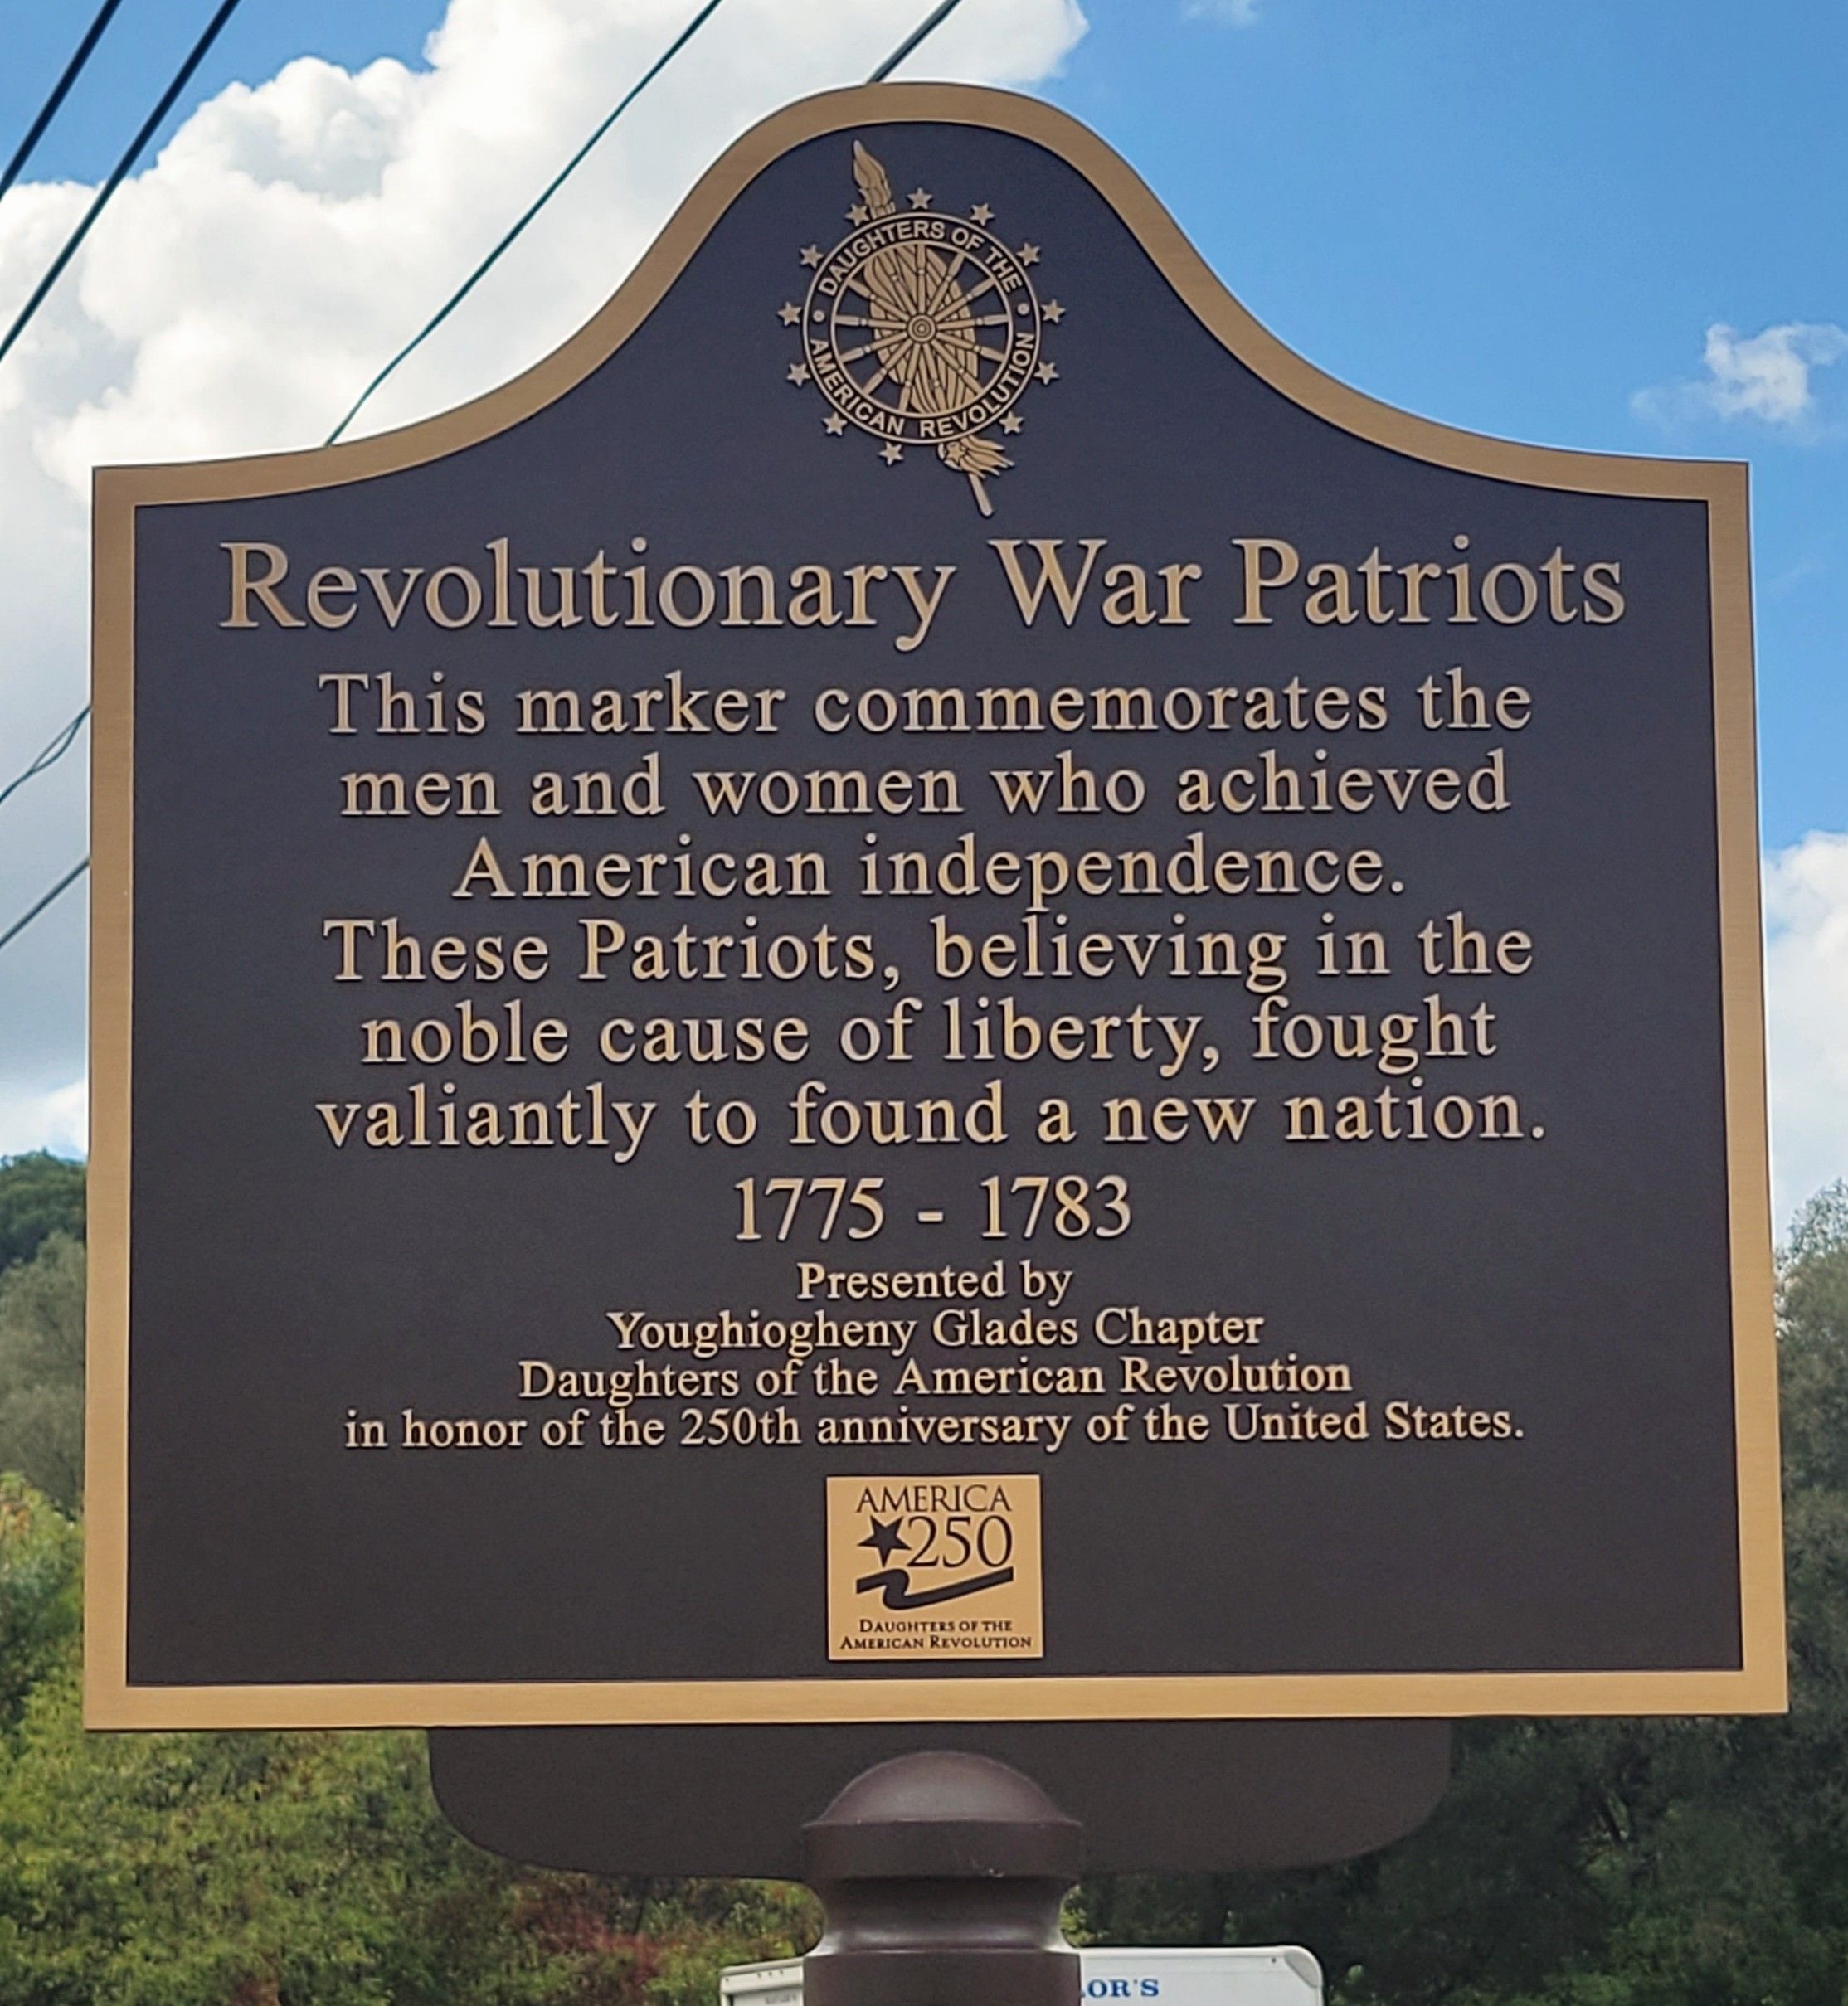 DAUGHTERS OF THE
AMERICAN REVOLUTION
Revolutionary War Patriots
This marker commemorates the
men and women who achieved
American independence.
These Patriots, believing in the
noble cause of liberty, fought
valiantly to found a new nation.
1775 - 1783
Presented by
Youghiogheny Glades Chapter
Daughters of the American Revolution
in honor of the 250th anniversary of the United States.
AMERICA
250
DAUGHTERS OF THE
AMERICAN REVOLUTION
LOR'S